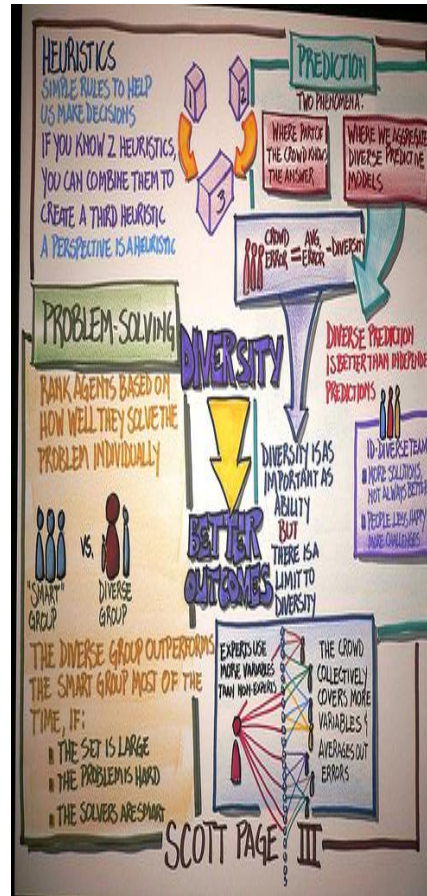 HEURISTICS
SIMPLE RULES TO HELP
US MAKE DECISIONS
IF YOU KNOW 2 HEURISTICS,
YOU CAN COMBINE THEM TO
CREATE A THIRD HEURISTIC
A PERSPECTIVE IS A HEURISTIC
1
2
3
PREDICTION
TWO PHENOMENA:
WHERE PART OF
THE CROWD KNOWS
THE ANSWER
WHERE WE AGGREGATE
DIVERSE PREDICTIVE
MODELS
CROWD ERROR = AVG. ERROR - DIVERSITY
DIVERSE PREDICTION
IS BETTER THAN
PREDICTIONS
PROBLEM-SOLVING
RANK AGENTS BASED ON
HOW WELL THEY SOLVE THE
PROBLEM INDIVIDUALLY
VS.
"SMART"
GROUP
DIVERSE
GROUP
THE DIVERSE GROUP OUTPERFORMS
THE SMART GROUP MOST OF THE
TIME, IF:
THE SET IS LARGE
THE PROBLEM IS HARD
THE SOLVERS ARE SMART
DIVERSITY
BETTER
OUTCOMES
DIVERSITY IS AS
IMPORTANT AS
ABILITY
BUT
THERE IS A
LIMIT TO
DIVERSITY
ID-DIVERSE TEAM
MORE SOLUTIONS,
NOT ALWAYS BETTER
PEOPLE LESS HAPPY
MORE CHALLENGES
EXPERTS USE
MORE VARIABLES
THAN NON-EXPERTS
THE CROWD
COLLECTIVELY
COVERS MORE
VARIABLES &
AVERAGES OUT
ERRORS
SCOTT PAGE III